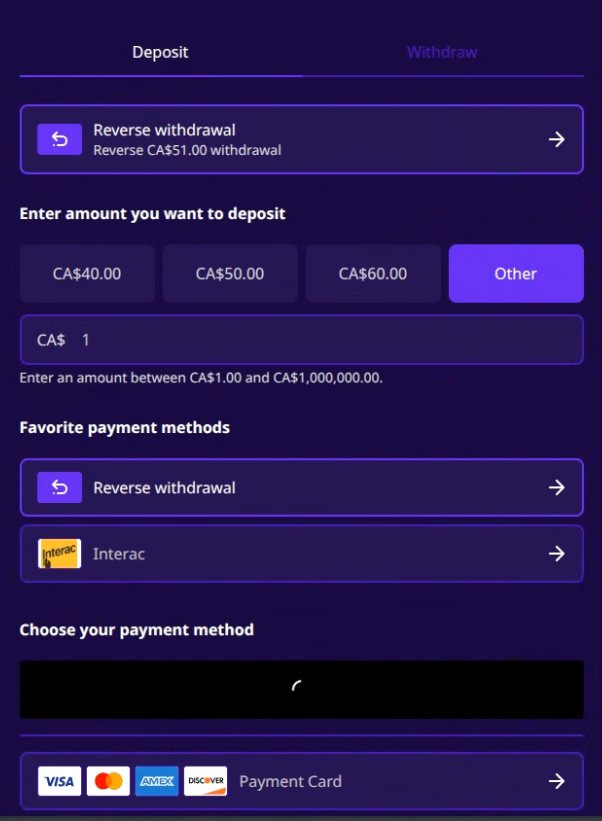 Deposit
Withdraw
Reverse withdrawal
Reverse CA$51.00 withdrawal
Enter amount you want to deposit
CA$40.00
CA$50.00
CA$60.00
Other
CA$ 1
Enter an amount between CA$1.00 and CA$1,000,000.00.
Favorite payment methods
Reverse withdrawal
Interac
Interac
Choose your payment method
VISA
AMEX
DISCOVER
Payment Card